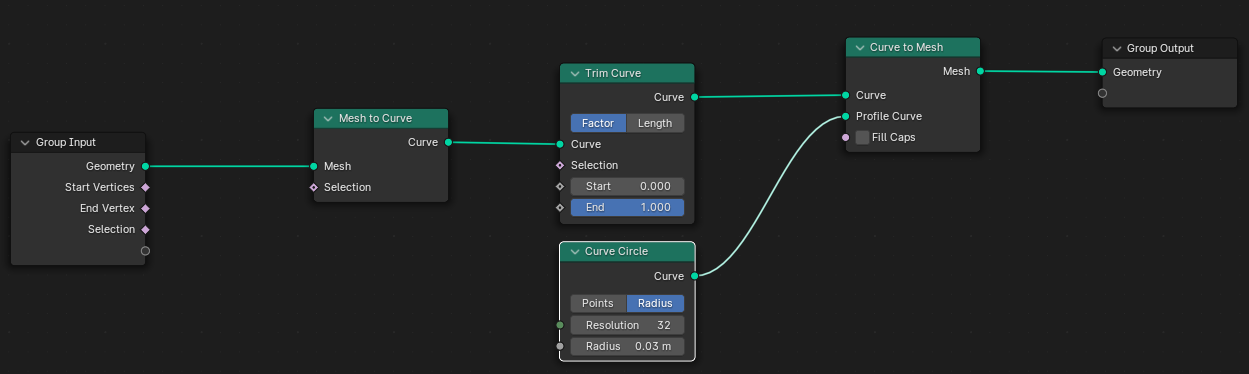 Group Input
Geometry
Start Vertices
End Vertex
Selection
Mesh to Curve
Curve
Mesh
Selection
Trim Curve
Curve
Factor Length
Curve
Selection
Start 0.000
End 1.000
Curve Circle
Curve
Points Radius
Resolution 32
Radius 0.03 m
Curve to Mesh
Mesh
Curve
Profile Curve
Fill Caps
Group Output
Geometry